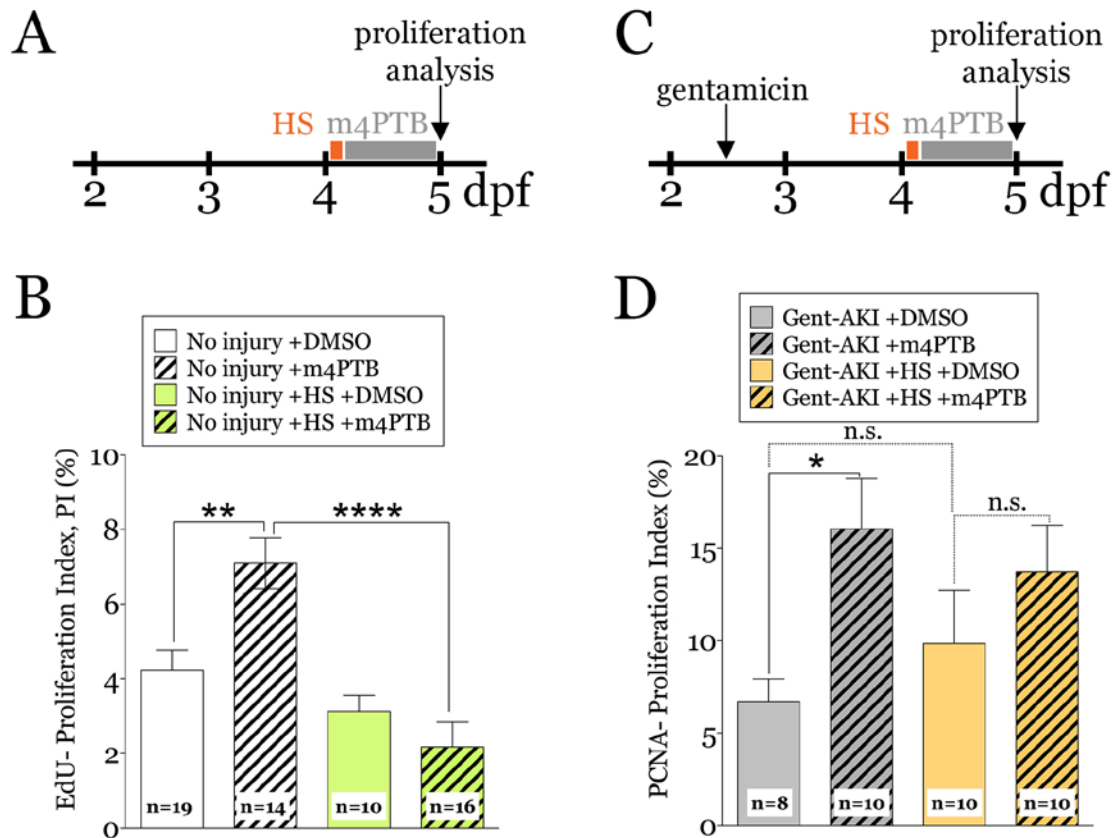 A
proliferation
analysis
HS m4PTB
2 3 4 5 dpf
B
No injury +DMSO
No injury +m4PTB
No injury +HS +DMSO
No injury +HS +m4PTB
EdU- Proliferation Index, PI (%)
10
8
6
4
2
0
** ****
n=19 n=14 n=10 n=16
C
proliferation
analysis
gentamicin
HS m4PTB
2 3 4 5 dpf
D
Gent-AKI +DMSO
Gent-AKI +m4PTB
Gent-AKI +HS +DMSO
Gent-AKI +HS +m4PTB
PCNA- Proliferation Index (%)
20
15
10
5
0
n.s.
*
n.s.
n=8 n=10 n=10 n=10